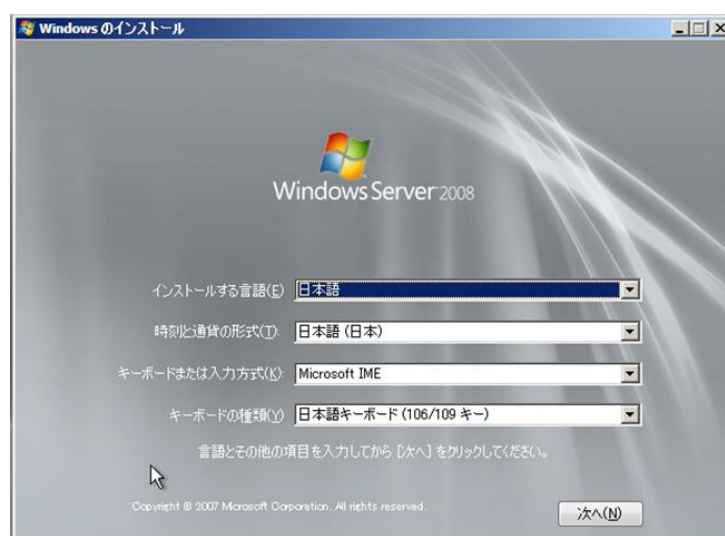 Windows のインストール
Windows Server 2008
インストールする言語(E) 日本語
時刻と通貨の形式(T): 日本語 (日本)
キーボードまたは入力方式(K): Microsoft IME
キーボードの種類(Y) 日本語キーボード (106/109 キー)
言語とその他の項目を入力してから [次へ] をクリックしてください。
Copyright © 2007 Microsoft Corporation. All rights reserved.
次へ(N)